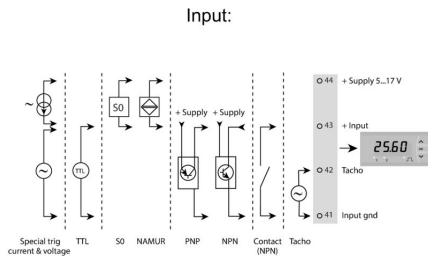 Input:
44 + Supply 5...17 V
S0
+ Supply + Supply
43 + Input
25.60
TTL
42 Tacho
41 Input gnd
Special trig
current & voltage
TTL
S0
NAMUR
PNP
NPN
Contact
(NPN)
Tacho